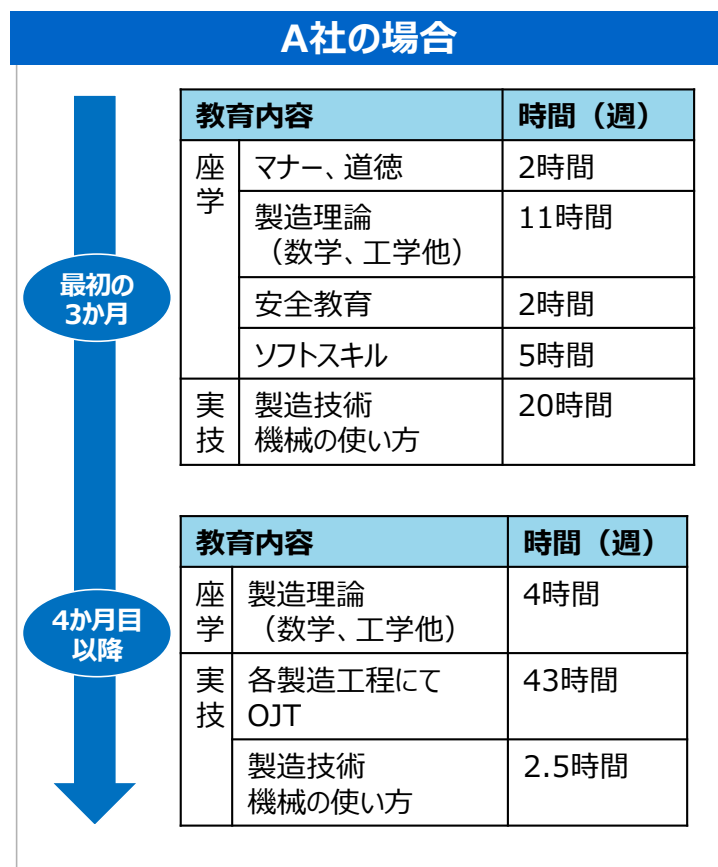 A社の場合
最初の
3か月
教育内容 時間（週）
座学 マナー、道徳 2時間
製造理論 11時間
（数学、工学他）
安全教育 2時間
ソフトスキル 5時間
実技 製造技術 20時間
機械の使い方
4か月目
以降
教育内容 時間（週）
座学 製造理論 4時間
（数学、工学他）
実技 各製造工程にて 43時間
OJT
製造技術 2.5時間
機械の使い方